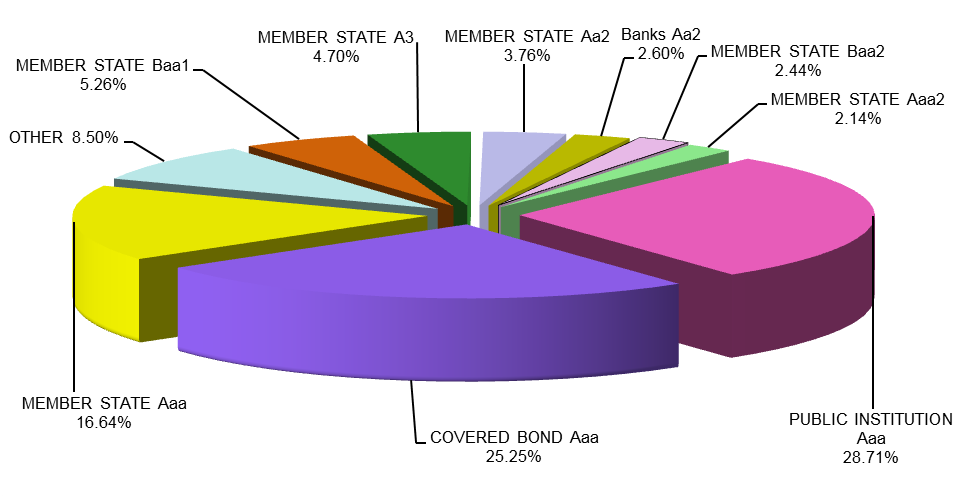 MEMBER STATE A3
4.70%
MEMBER STATE Aa2
3.76%
Banks Aa2
2.60%
MEMBER STATE Baa2
2.44%
MEMBER STATE Aaa2
2.14%
MEMBER STATE Baa1
5.26%
OTHER 8.50%
MEMBER STATE Aaa
16.64%
COVERED BOND Aaa
25.25%
PUBLIC INSTITUTION
Aaa
28.71%